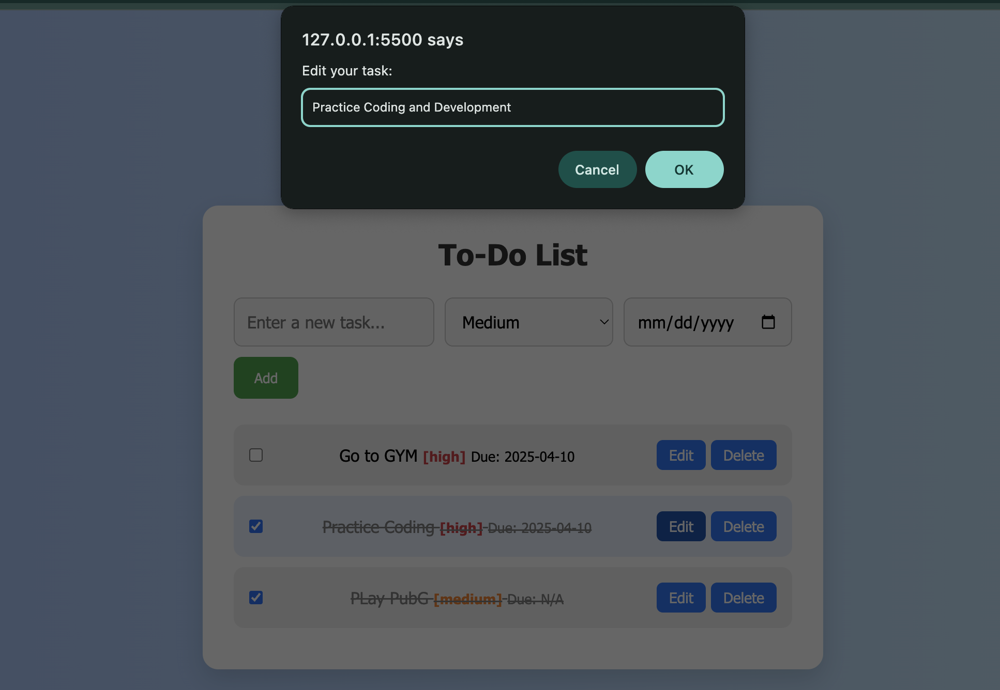 127.0.0.1:5500 says
Edit your task:
Practice Coding and Development
Cancel OK
To-Do List
Enter a new task... Medium mm/dd/yyyy
Add
Go to GYM [high] Due: 2025-04-10 Edit Delete
Practice Coding [high] Due: 2025-04-10 Edit Delete
PLay PubG [medium] Due: N/A Edit Delete